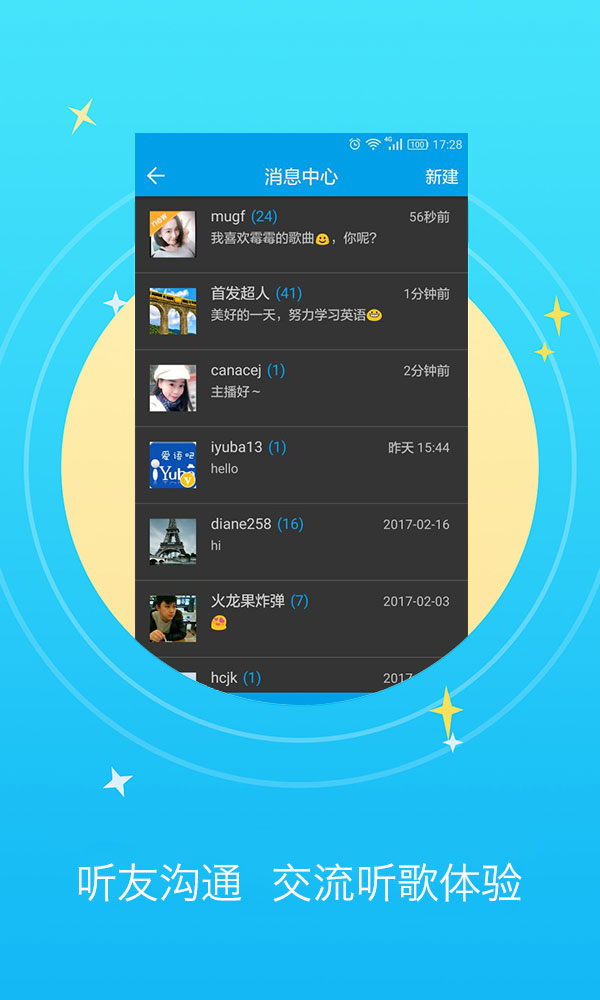 4G 100 17:28
消息中心 新建
mugf (24) 56秒前
我喜欢霉霉的歌曲😃，你呢？
首发超人 (41) 1分钟前
美好的一天，努力学习英语😄
canacej (1) 2分钟前
主播好～
爱语吧
iYuba
V
iyuba13 (1) 昨天 15:44
hello
diane258 (16) 2017-02-16
hi
火龙果炸弹 (7) 2017-02-03
😍
hcjk (1)
听友沟通 交流听歌体验